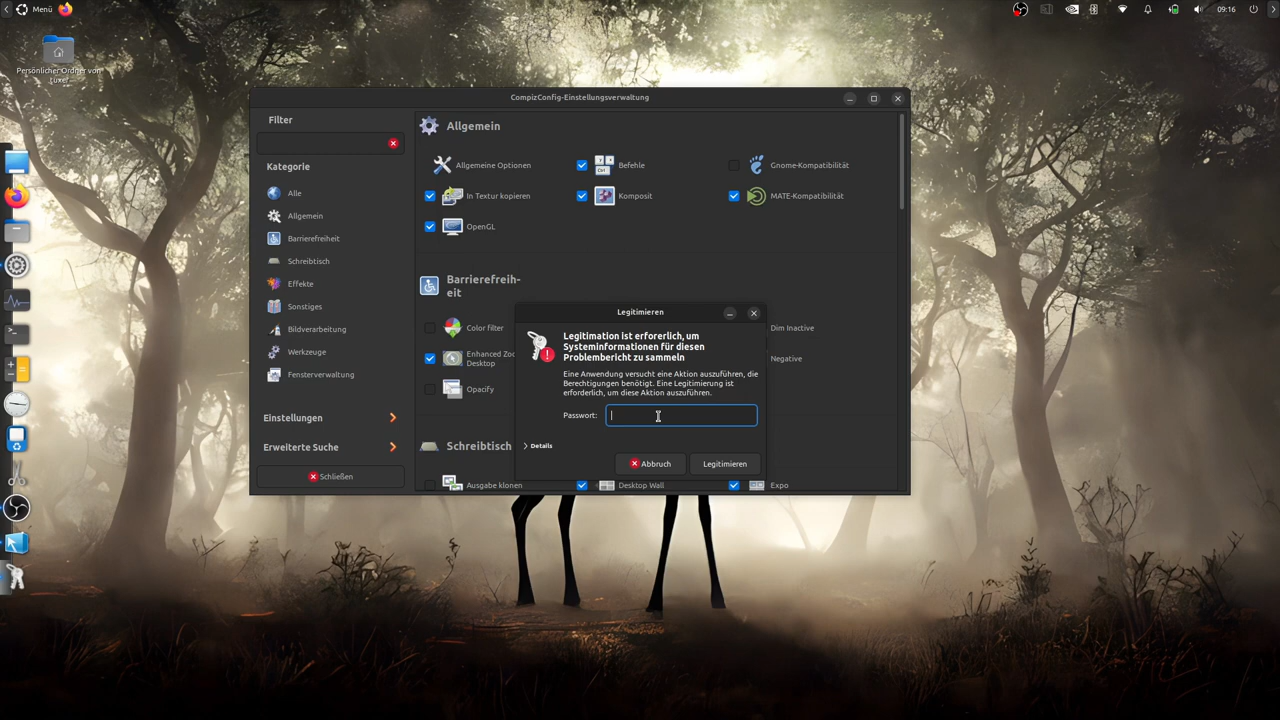 Menü
09:16
Persönlicher Ordner von
tuxer
CompizConfig-Einstellungsverwaltung
Filter
Kategorie
Alle
Allgemein
Barrierefreiheit
Schreibtisch
Effekte
Sonstiges
Bildverarbeitung
Werkzeuge
Fensterverwaltung
Einstellungen
Erweiterte Suche
Schließen
Allgemein
Allgemeine Optionen
Befehle
Gnome-Kompatibilität
In Textur kopieren
Komposit
MATE-Kompatibilität
OpenGL
Barrierefreih-
eit
Color filter
Dim Inactive
Enhanced Zoo
Desktop
Negative
Opacify
Schreibtisch
Ausgabe klonen
Desktop Wall
Expo
Legitimieren
Legitimation ist erforerlich, um
Systeminformationen für diesen
Problembericht zu sammeln
Eine Anwendung versucht eine Aktion auszuführen, die
Berechtigungen benötigt. Eine Legitimierung ist
erforderlich, um diese Aktion auszuführen.
Passwort:
Details
Abbruch
Legitimieren